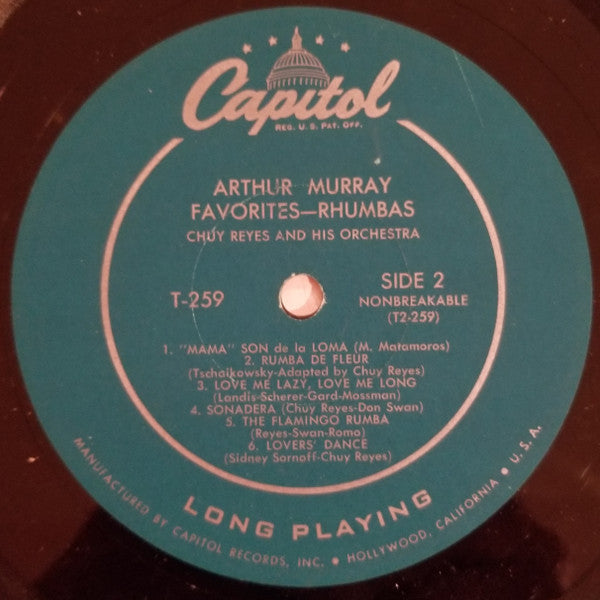 Capitol
REG. U.S. PAT. OFF.
ARTHUR MURRAY
FAVORITES—RHUMBAS
CHUY REYES AND HIS ORCHESTRA
T-259
SIDE 2
NONBREAKABLE
(T2-259)
1. "MAMA" SON de la LOMA (M. Matamoros)
2. RUMBA DE FLEUR
(Tschaikowsky-Adapted by Chuy Reyes)
3. LOVE ME LAZY, LOVE ME LONG
(Landis-Scherer-Gard-Mossman)
4. SONADERA (Chuy Reyes-Don Swan)
5. THE FLAMINGO RUMBA
(Reyes-Swan-Romo)
6. LOVERS' DANCE
(Sidney Sornoff-Chuy Reyes)
LONG PLAYING
MANUFACTURED BY CAPITOL RECORDS, INC. • HOLLYWOOD, CALIFORNIA • U.S.A.